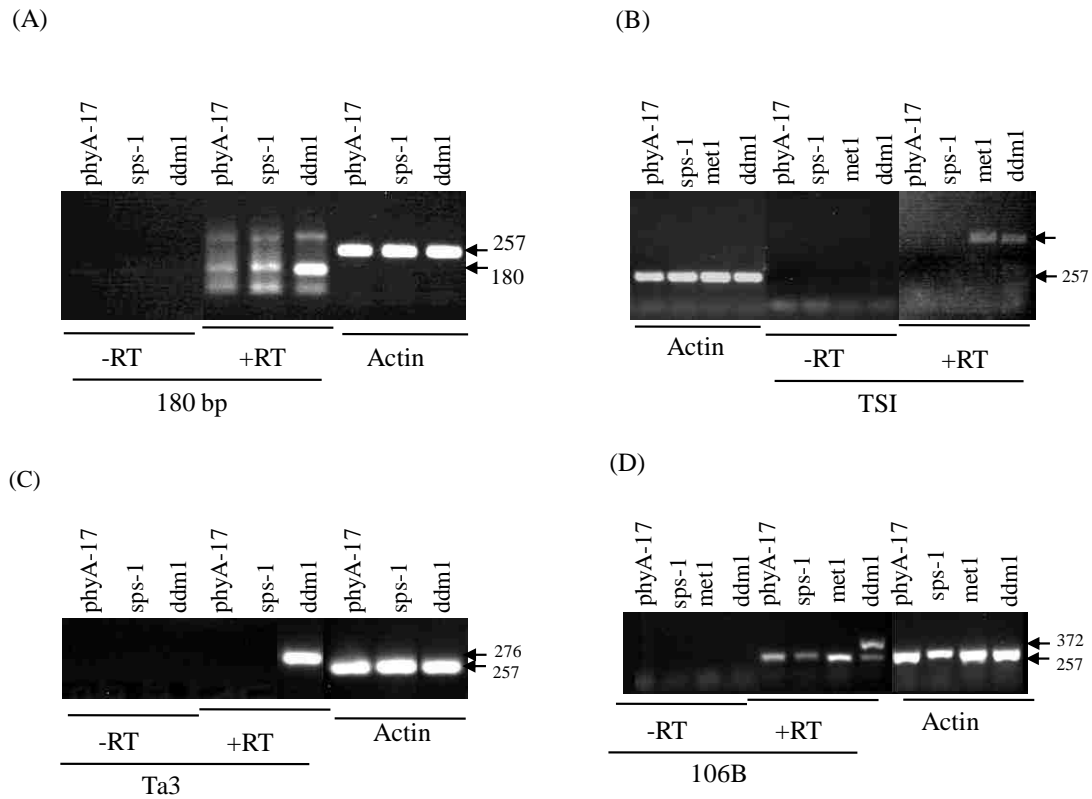 (A)
phyA-17 sps-1 ddm1 phyA-17 sps-1 ddm1 phyA-17 sps-1 ddm1
257
180
-RT +RT Actin
180 bp
(B)
phyA-17 sps-1 met1 ddm1 phyA-17 sps-1 met1 ddm1 phyA-17 sps-1 met1 ddm1
257
Actin -RT +RT
TSI
(C)
phyA-17 sps-1 ddm1 phyA-17 sps-1 ddm1 phyA-17 sps-1 ddm1
276
257
-RT +RT Actin
Ta3
(D)
phyA-17 sps-1 met1 ddm1 phyA-17 sps-1 met1 ddm1 phyA-17 sps-1 met1 ddm1
372
257
-RT +RT Actin
106B